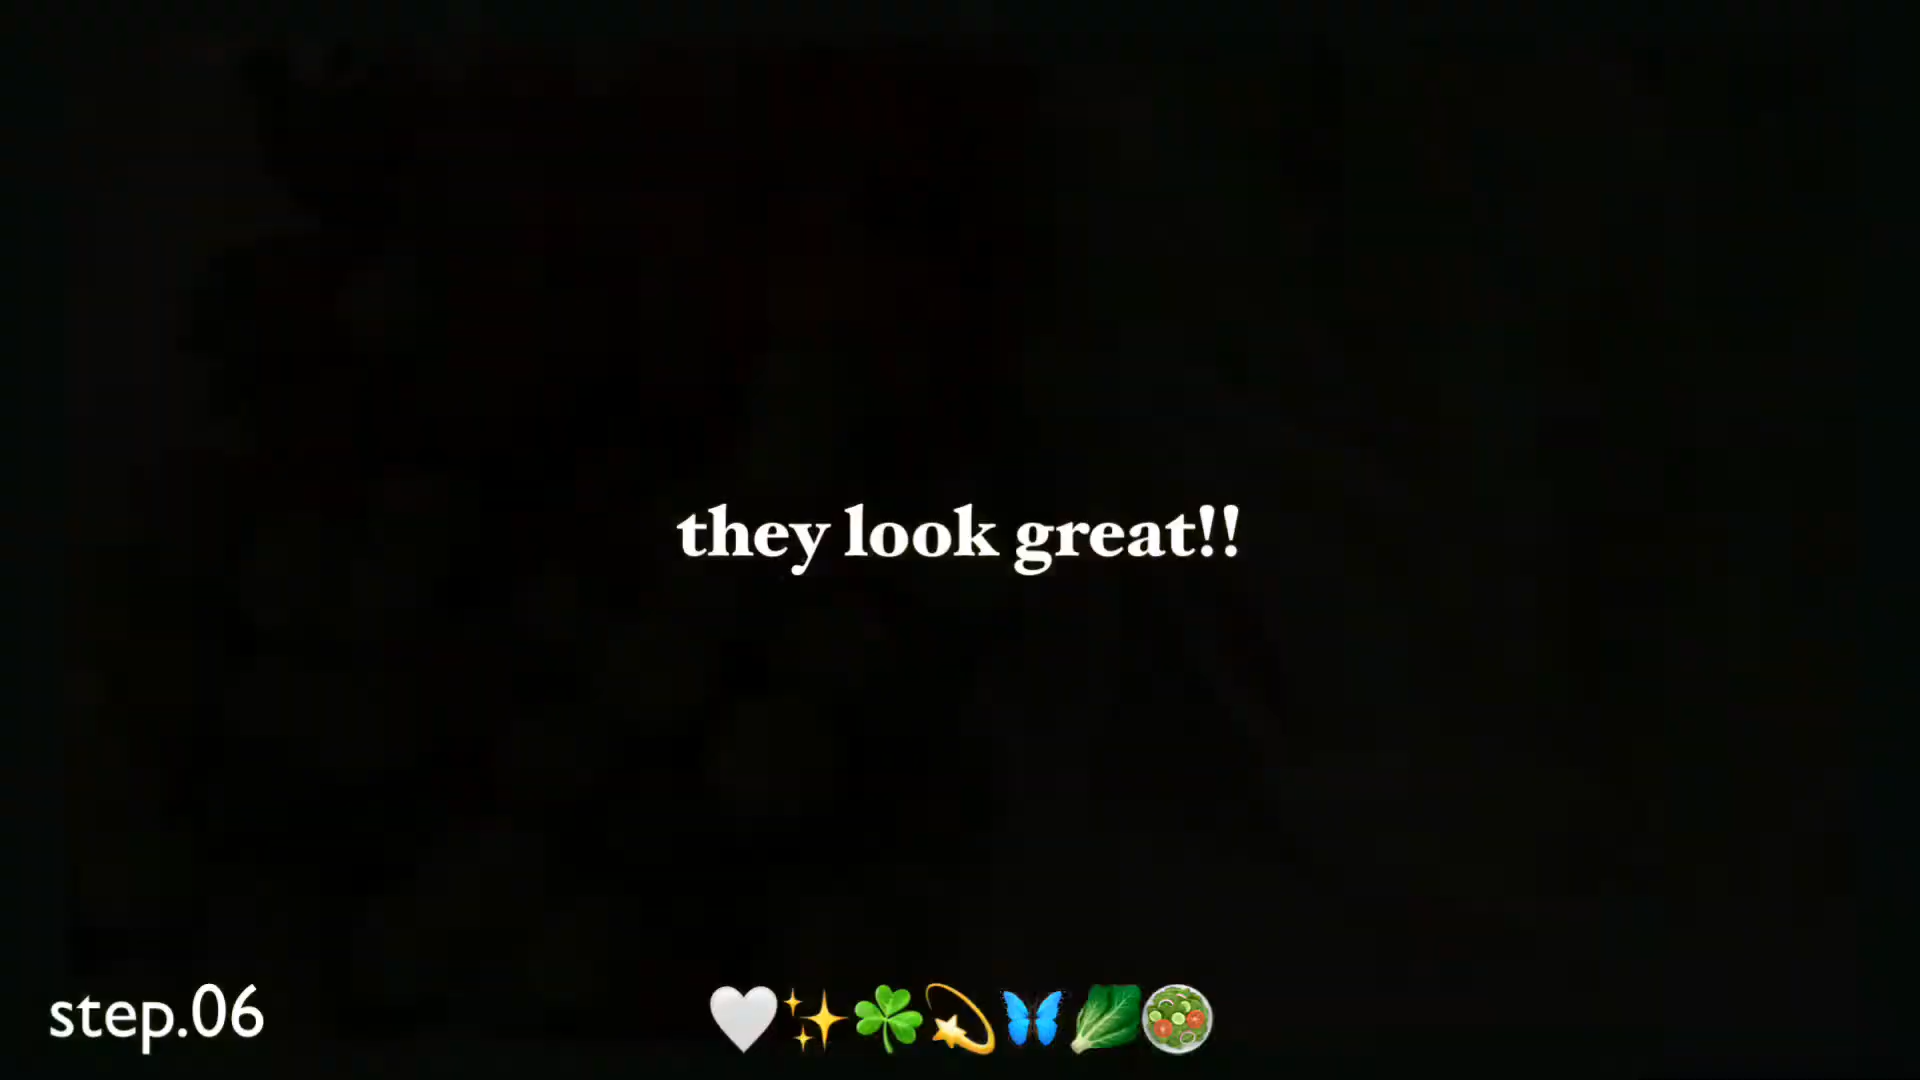 they look great!!
step.06
🤍✨☘️💫🦋🥬🥗